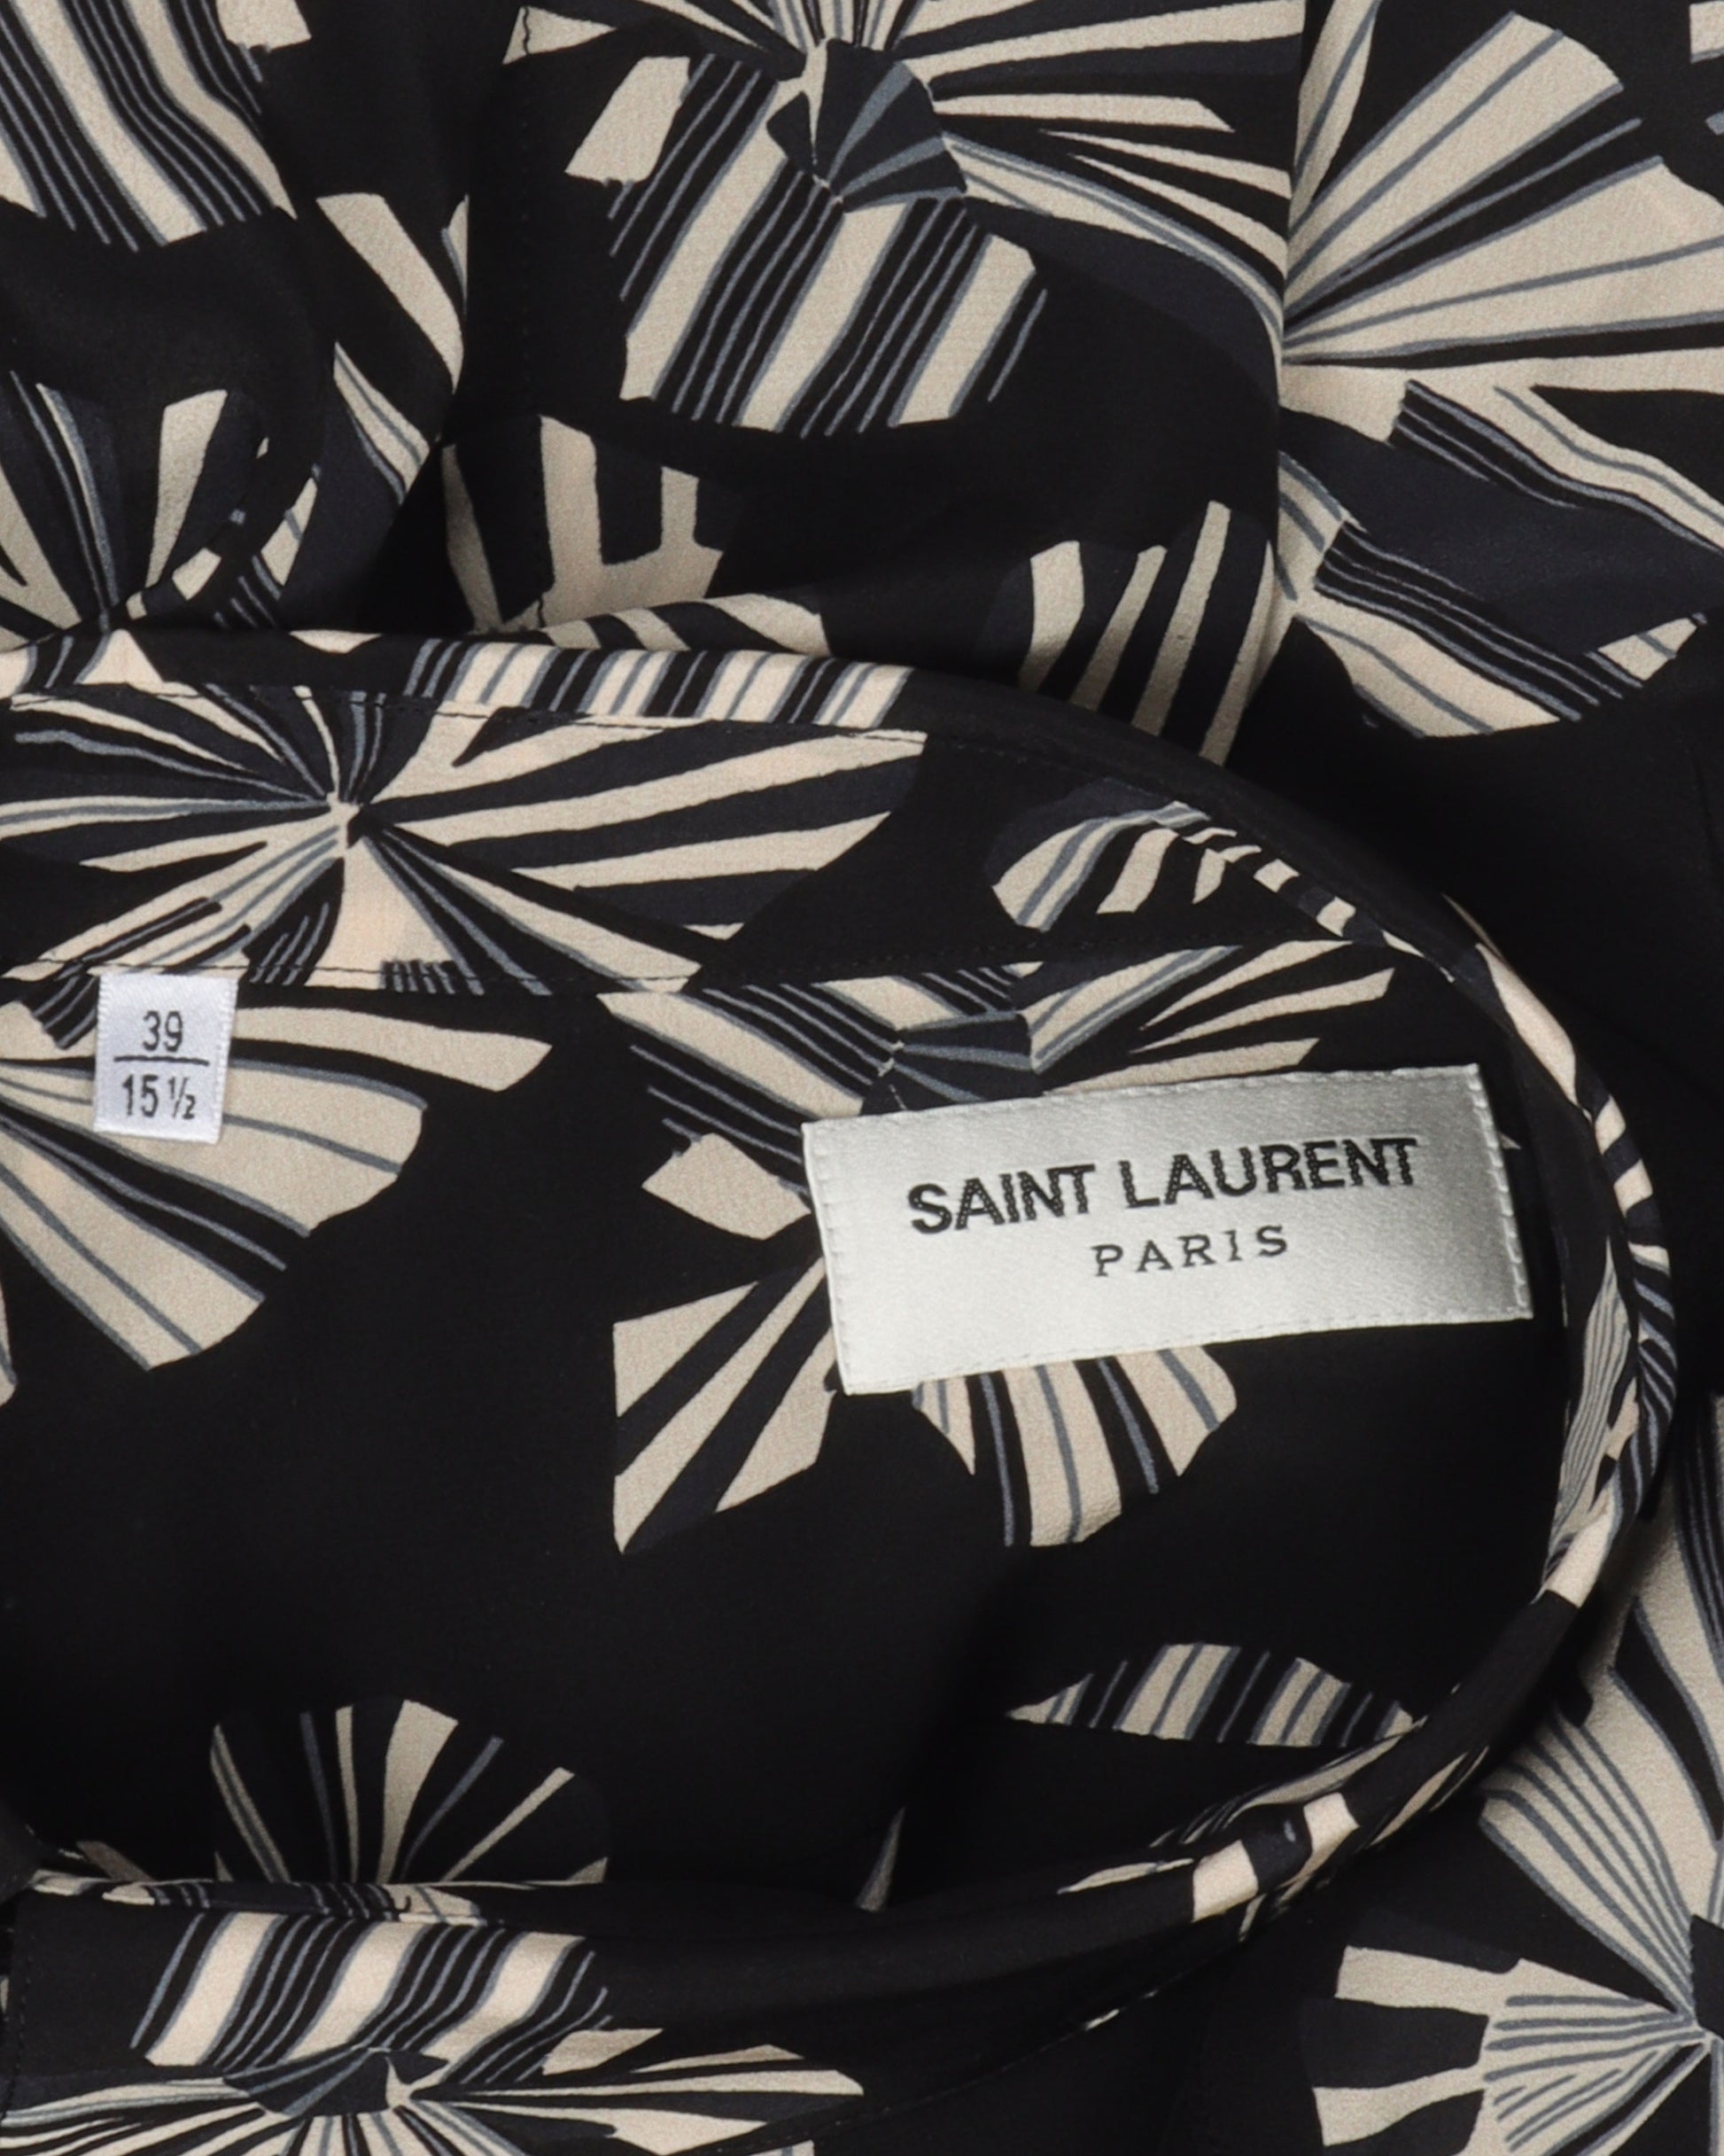 39
15 ½
SAINT LAURENT
PARIS